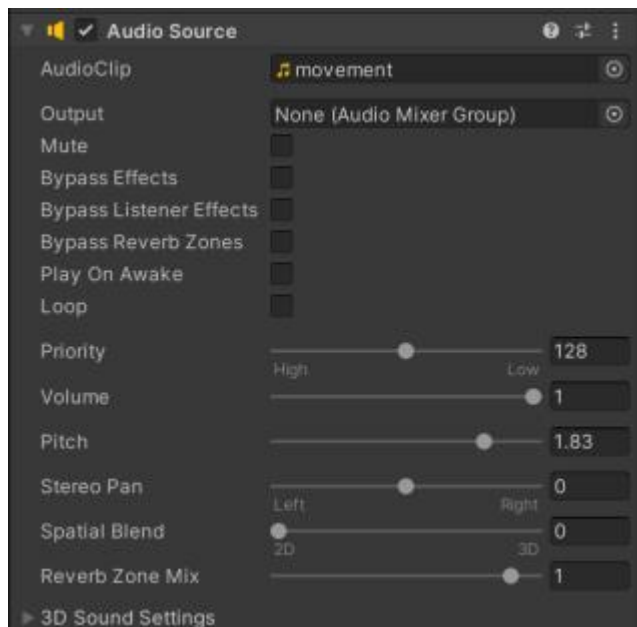 Audio Source
AudioClip movement
Output None (Audio Mixer Group)
Mute
Bypass Effects
Bypass Listener Effects
Bypass Reverb Zones
Play On Awake
Loop
Priority 128
High Low
Volume 1
Pitch 1.83
Stereo Pan 0
Left Right
Spatial Blend 0
2D 3D
Reverb Zone Mix 1
3D Sound Settings